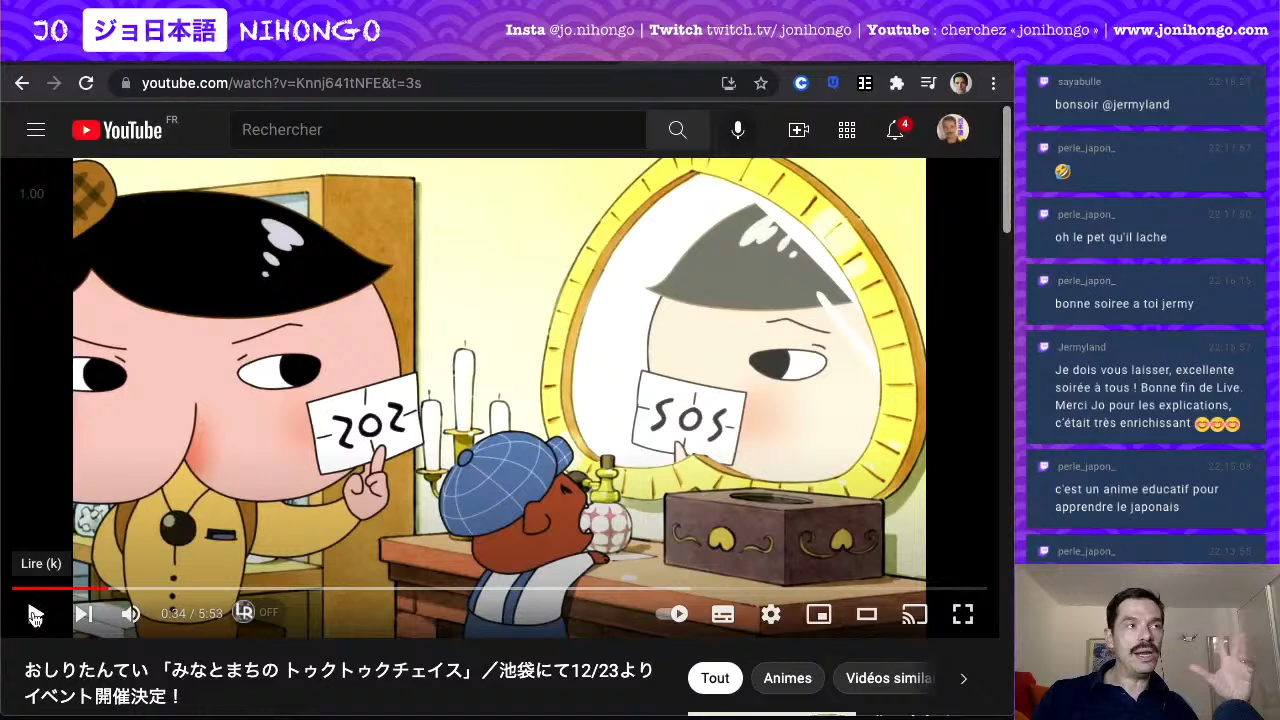 JO ジョ日本語 NIHONGO
Insta @jo.nihongo | Twitch twitch.tv/jonihongo | Youtube : cherchez « jonihongo » | www.jonihongo.com
youtube.com/watch?v=Knnj641tNFE&t=3s
YouTube FR
Rechercher
4
1.00
202
SOS
Lire (k)
0:34 / 5:53
LR OFF
おしりたんてい 「みなとまちの トゥクトゥクチェイス」／池袋にて12/23より
イベント開催決定！
Tout
Animes
Vidéos similai
sayabulle
bonsoir @jermyland
perle_japon_
perle_japon_
oh le pet qu'il lache
perle_japon_
bonne soiree a toi jermy
Jermyland
Je dois vous laisser, excellente
soirée à tous ! Bonne fin de Live.
Merci Jo pour les explications,
c'était très enrichissant
perle_japon_
c'est un anime educatif pour
apprendre le japonais
perle_japon_